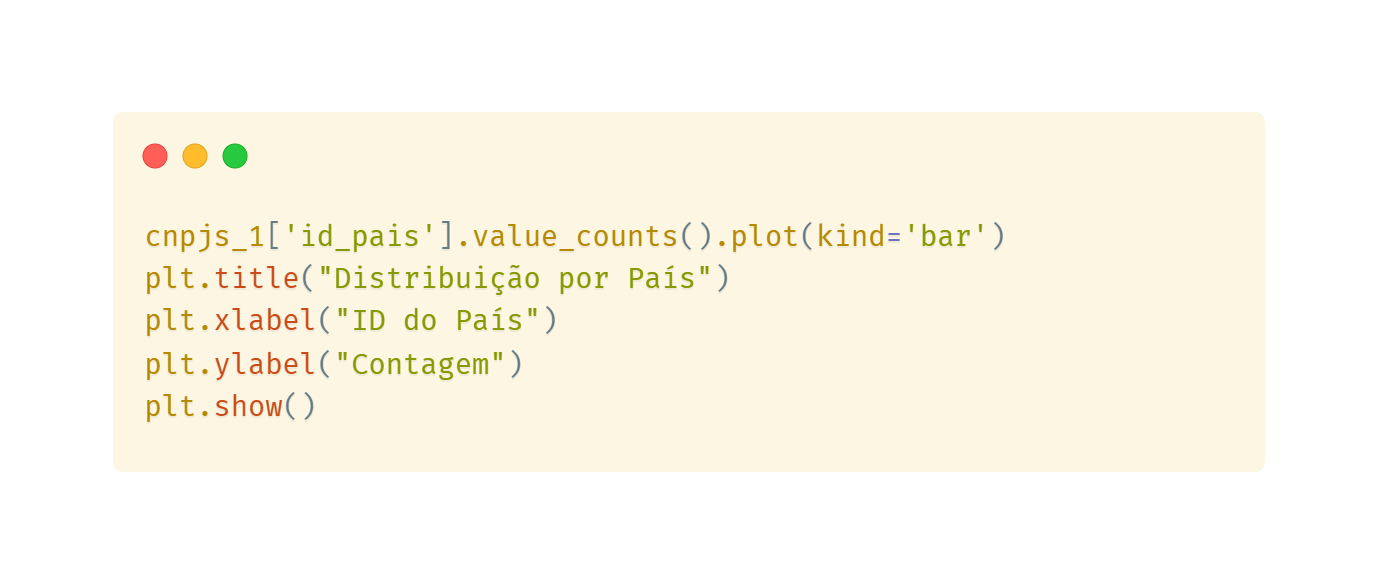 cnpjs_1['id_pais'].value_counts().plot(kind='bar')
plt.title("Distribuição por País")
plt.xlabel("ID do País")
plt.ylabel("Contagem")
plt.show()